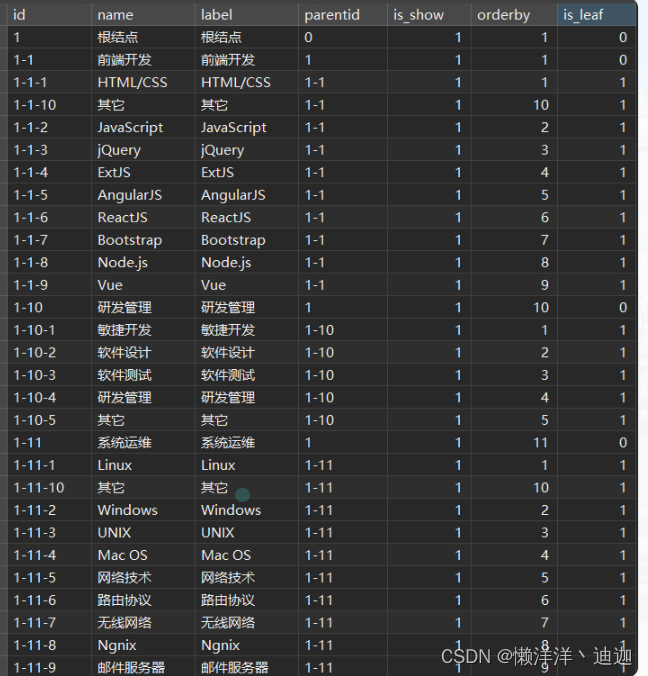 id name label parentid is_show orderby is_leaf
1 根结点 根结点 0 1 1 0
1-1 前端开发 前端开发 1 1 1 0
1-1-1 HTML/CSS HTML/CSS 1-1 1 1 1
1-1-10 其它 其它 1-1 1 10 1
1-1-2 JavaScript JavaScript 1-1 1 2 1
1-1-3 jQuery jQuery 1-1 1 3 1
1-1-4 ExtJS ExtJS 1-1 1 4 1
1-1-5 AngularJS AngularJS 1-1 1 5 1
1-1-6 ReactJS ReactJS 1-1 1 6 1
1-1-7 Bootstrap Bootstrap 1-1 1 7 1
1-1-8 Node.js Node.js 1-1 1 8 1
1-1-9 Vue Vue 1-1 1 9 1
1-10 研发管理 研发管理 1 1 10 0
1-10-1 敏捷开发 敏捷开发 1-10 1 1 1
1-10-2 软件设计 软件设计 1-10 1 2 1
1-10-3 软件测试 软件测试 1-10 1 3 1
1-10-4 研发管理 研发管理 1-10 1 4 1
1-10-5 其它 其它 1-10 1 5 1
1-11 系统运维 系统运维 1 1 11 0
1-11-1 Linux Linux 1-11 1 1 1
1-11-10 其它 其它 1-11 1 10 1
1-11-2 Windows Windows 1-11 1 2 1
1-11-3 UNIX UNIX 1-11 1 3 1
1-11-4 Mac OS Mac OS 1-11 1 4 1
1-11-5 网络技术 网络技术 1-11 1 5 1
1-11-6 路由协议 路由协议 1-11 1 6 1
1-11-7 无线网络 无线网络 1-11 1 7 1
1-11-8 Ngnix Ngnix 1-11 1 8 1
1-11-9 邮件服务器 邮件服务器 1-11 1 9 1
CSDN @懒洋洋丶迪迦